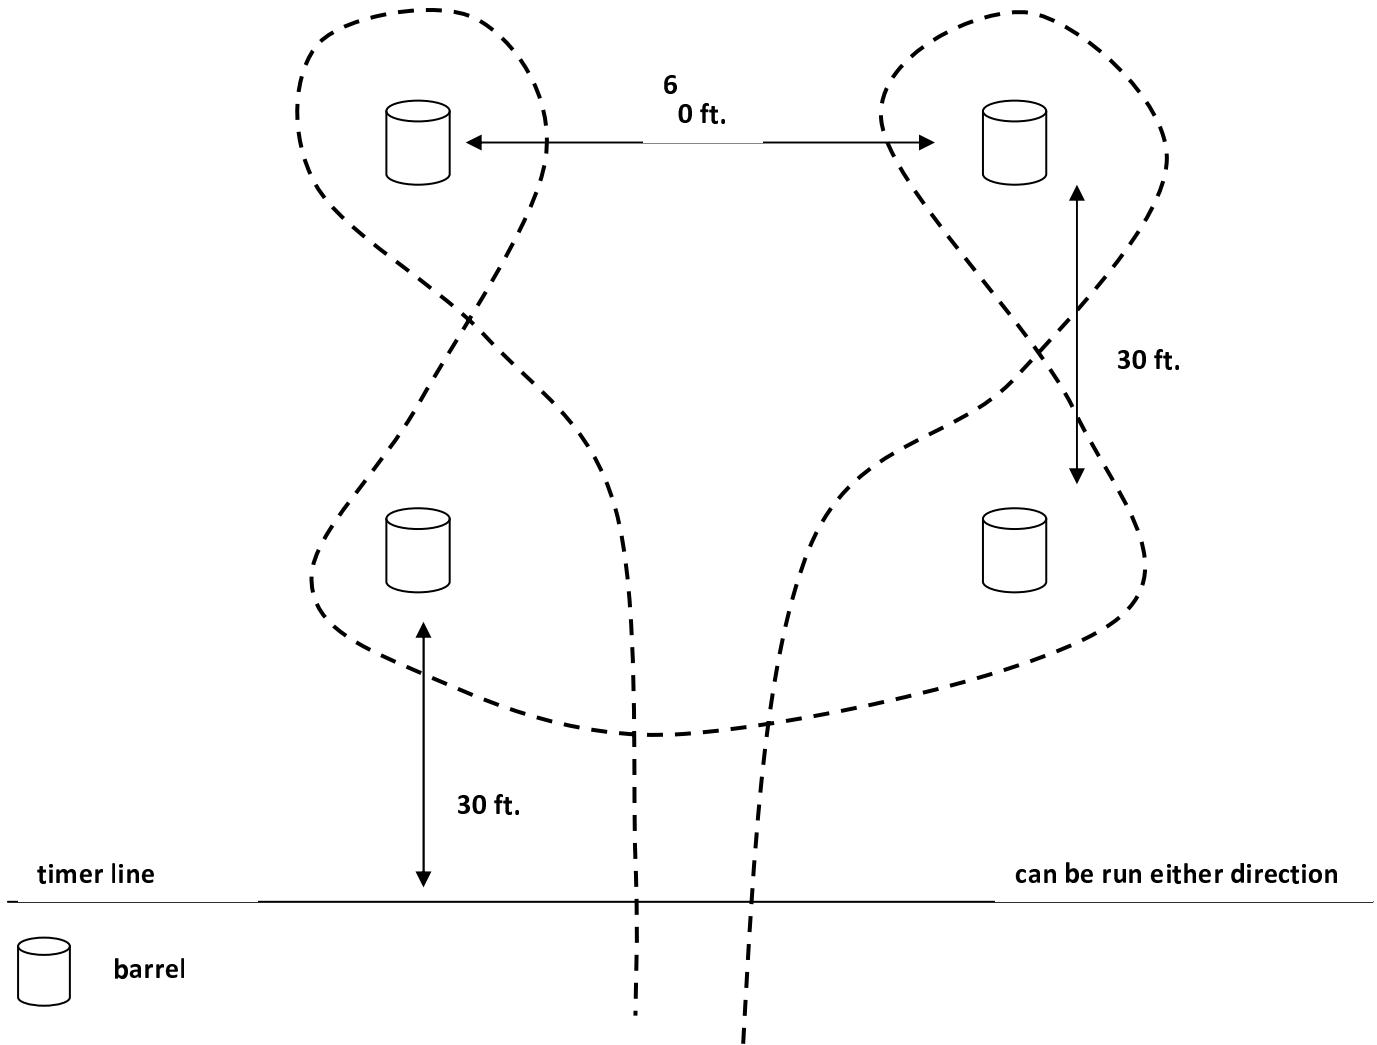 6
0 ft.
30 ft.
30 ft.
timer line
can be run either direction
barrel